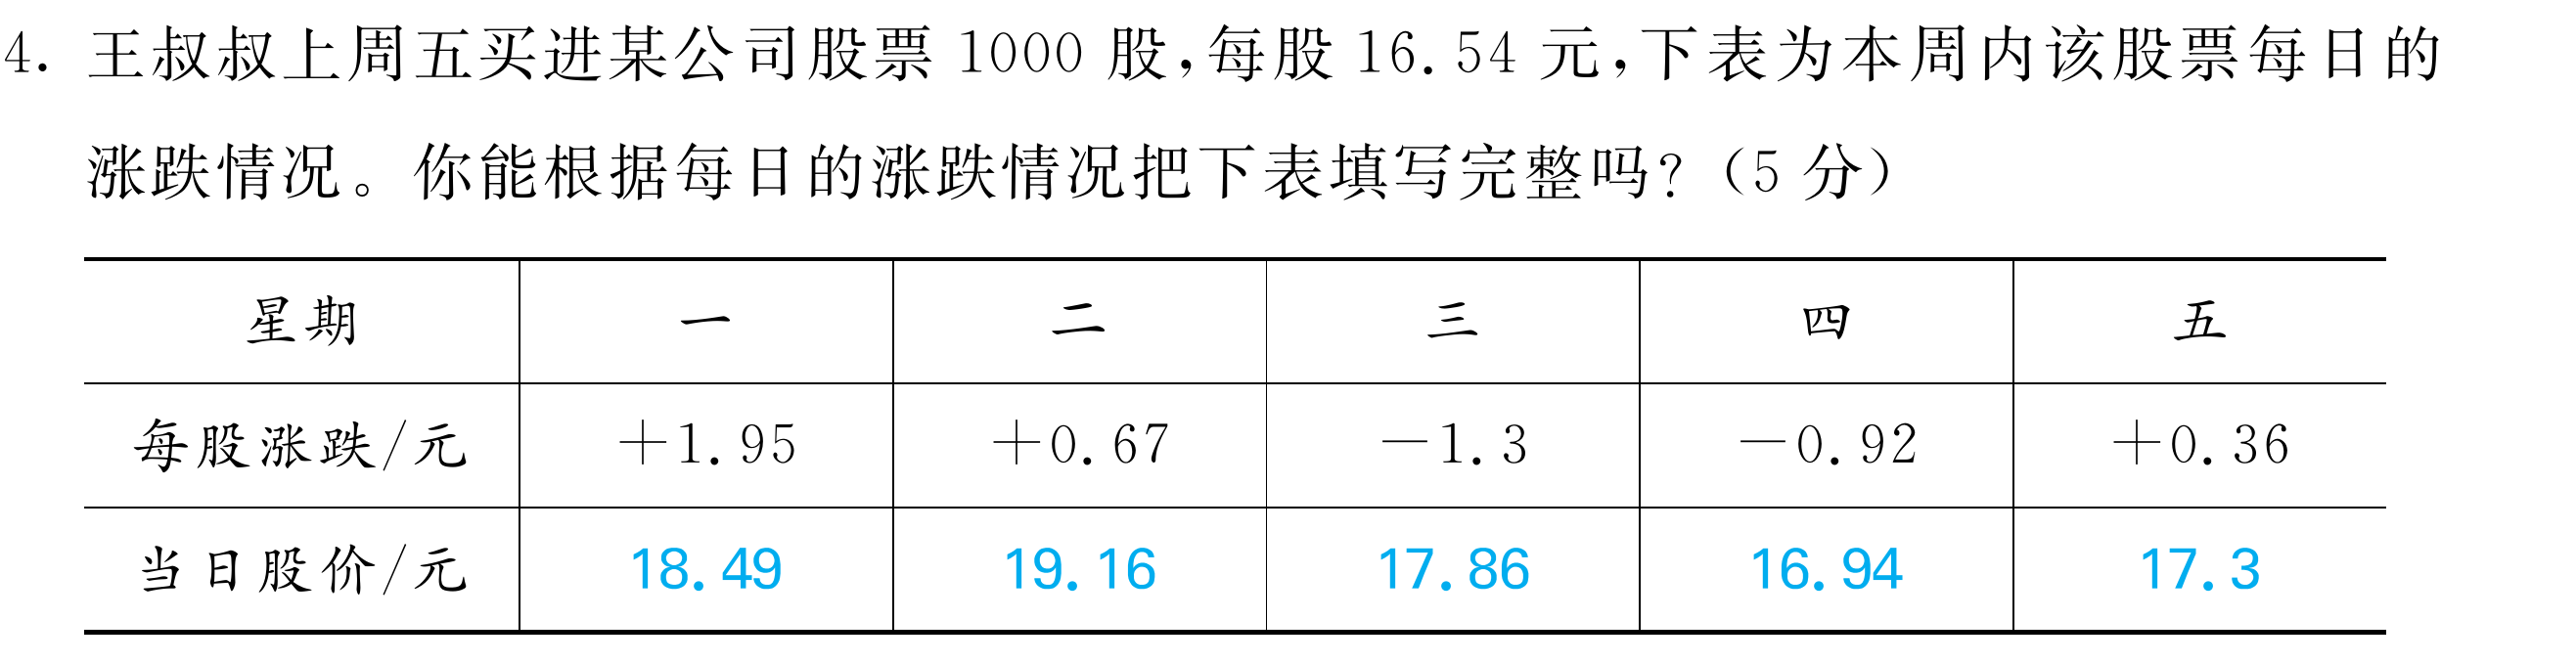 4. 王叔叔上周五买进某公司股票 1000 股,每股 16.54 元,下表为本周内该股票每日的
涨跌情况。你能根据每日的涨跌情况把下表填写完整吗?(5 分)
星期 一 二 三 四 五
每股涨跌/元 +1.95 +0.67 -1.3 -0.92 +0.36
当日股价/元 18.49 19.16 17.86 16.94 17.3